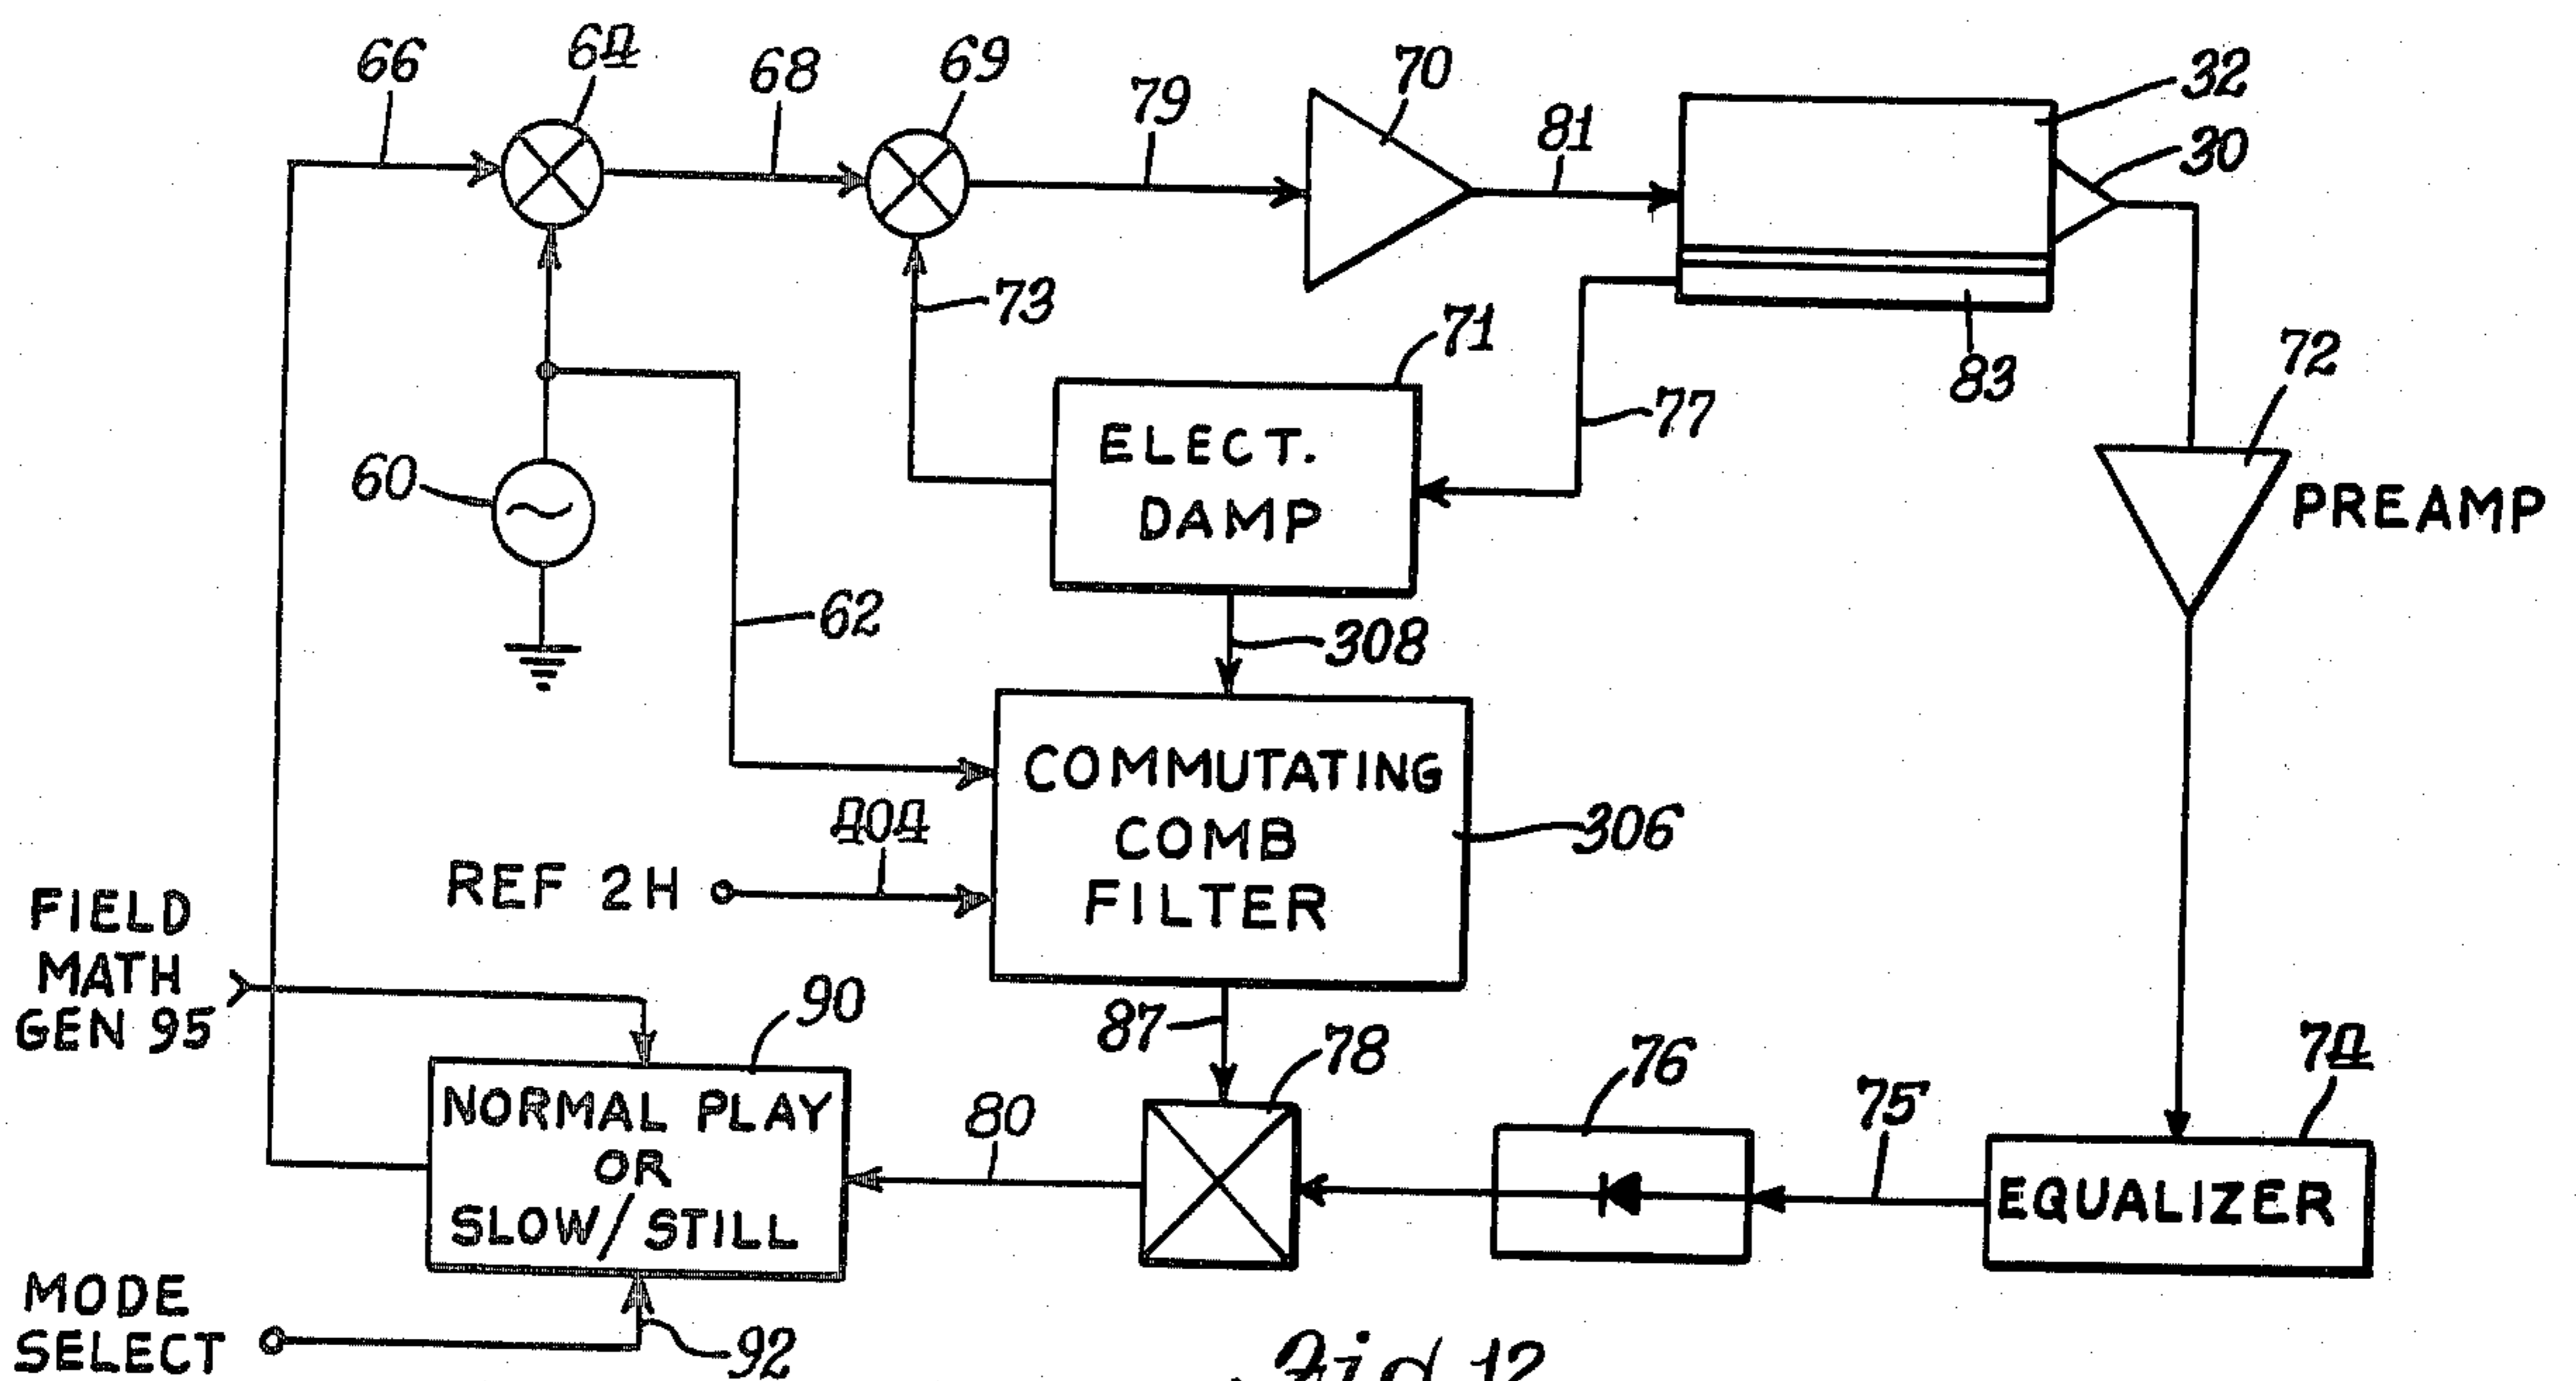 66
64
68
69
79
70
81
32
30
73
71
77
83
72
ELECT.
DAMP
PREAMP
60
62
308
COMMUTATING
COMB
FILTER
306
404
REF 2H
FIELD
MATH
GEN 95
90
87
78
76
75
74
NORMAL PLAY
OR
SLOW/STILL
80
EQUALIZER
MODE
SELECT
92
Fig 12